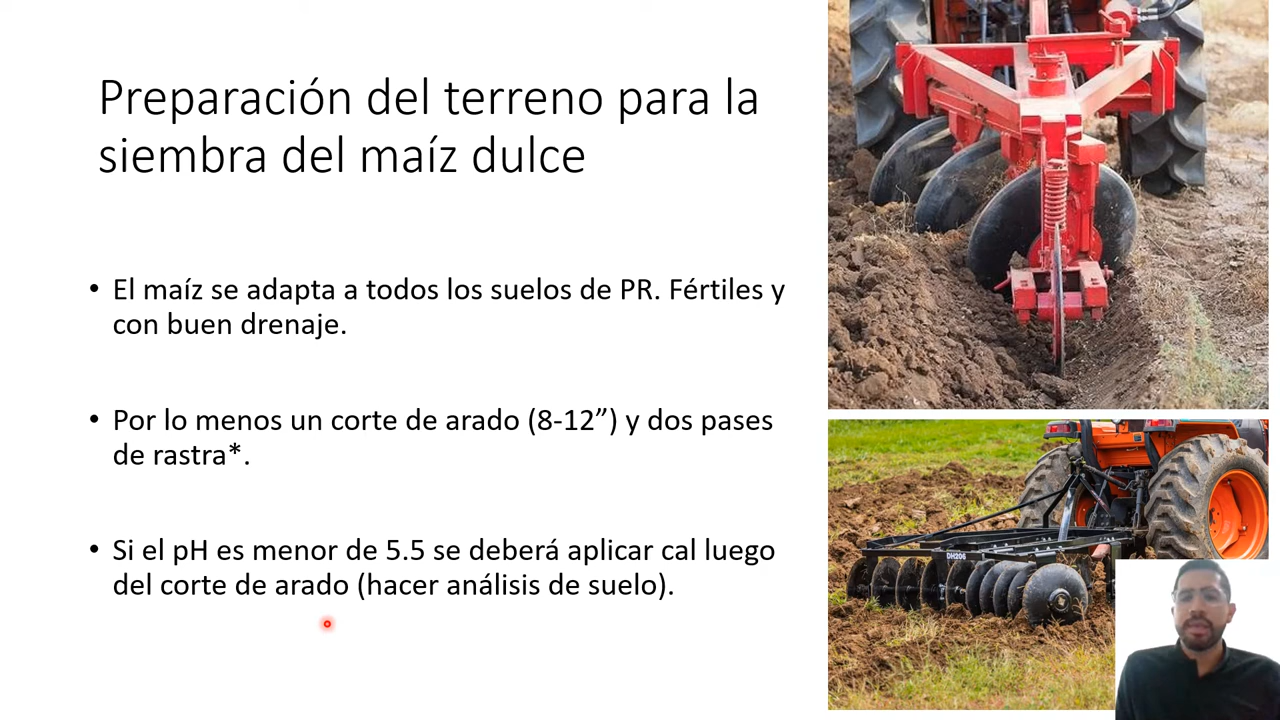 Preparación del terreno para la
siembra del maíz dulce
• El maíz se adapta a todos los suelos de PR. Fértiles y
con buen drenaje.
• Por lo menos un corte de arado (8-12”) y dos pases
de rastra*.
• Si el pH es menor de 5.5 se deberá aplicar cal luego
del corte de arado (hacer análisis de suelo).
DH206